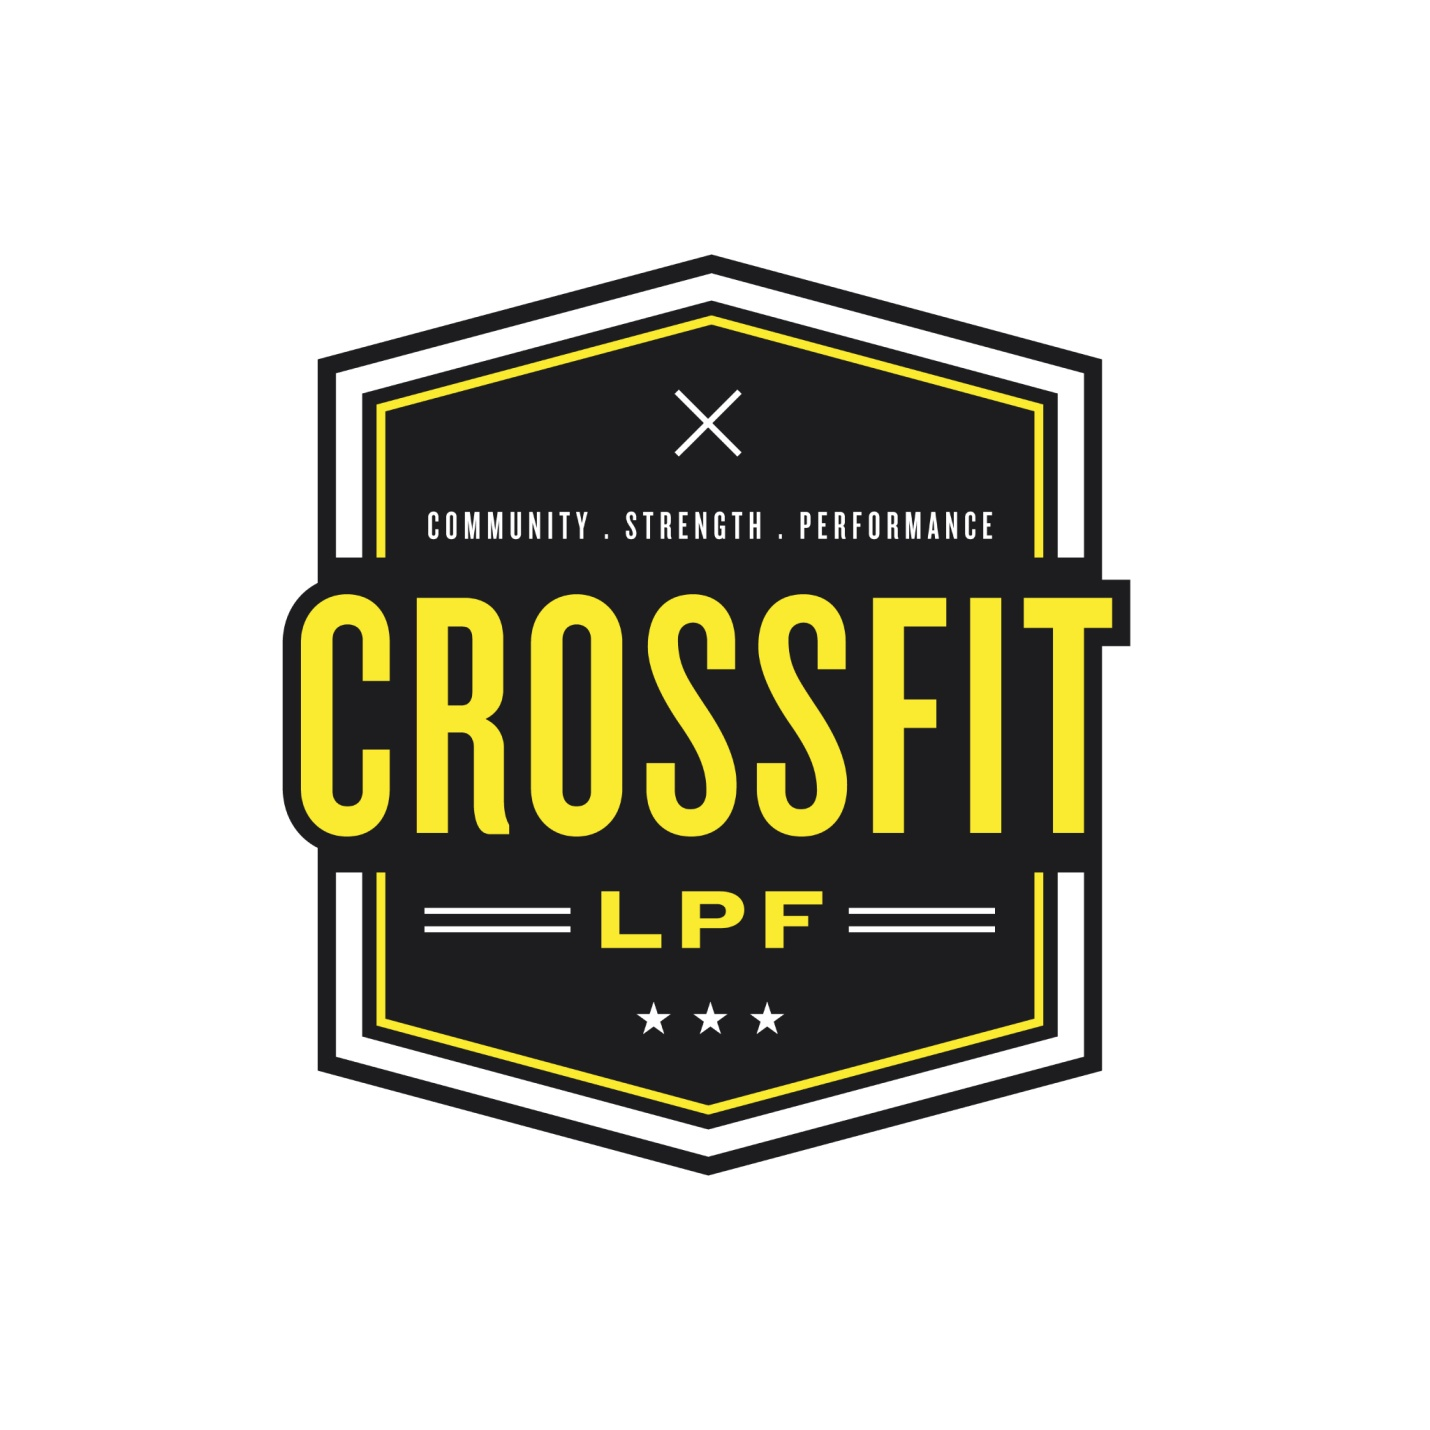 COMMUNITY . STRENGTH . PERFORMANCE
CROSSFIT
LPF